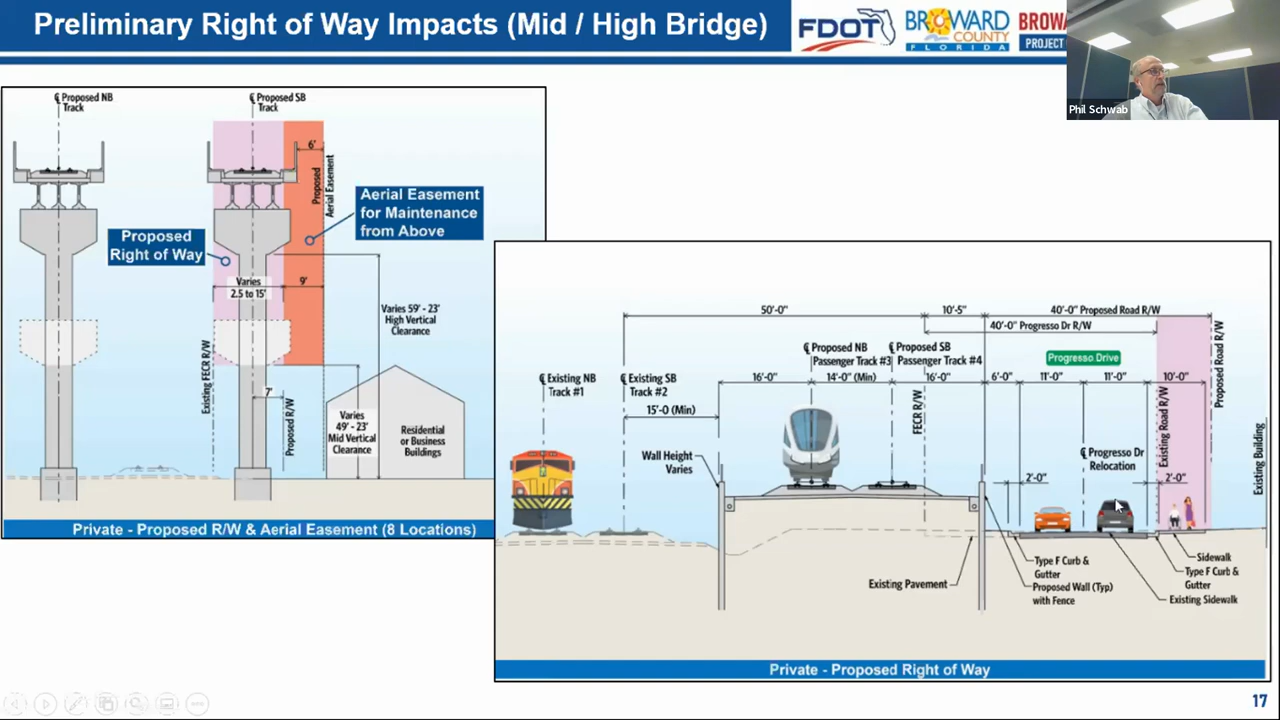 Preliminary Right of Way Impacts (Mid / High Bridge)
FDOT
BROWARD
COUNTY
FLORIDA
BROWA
PROJECT
Phil Schwab
℄ Proposed NB
Track
℄ Proposed SB
Track
6'
Proposed
Aerial Easement
Aerial Easement
for Maintenance
from Above
Proposed
Right of Way
Varies
2.5 to 15'
9'
Varies 59' - 23'
High Vertical
Clearance
Existing FECR R/W
7'
Proposed R/W
Varies
49' - 23'
Mid Vertical
Clearance
Residential
or Business
Buildings
Private - Proposed R/W & Aerial Easement (8 Locations)
50'-0"
10'-5"
40'-0" Proposed Road R/W
40'-0" Progresso Dr R/W
℄ Proposed NB
Passenger Track #3
℄ Proposed SB
Passenger Track #4
Progresso Drive
℄ Existing NB
Track #1
℄ Existing SB
Track #2
16'-0"
14'-0" (Min)
16'-0"
6'-0"
11'-0"
11'-0"
10'-0"
15'-0 (Min)
FECR R/W
Existing Road R/W
Proposed Road R/W
Existing Building
Wall Height
Varies
℄ Progresso Dr
Relocation
2'-0"
2'-0"
Existing Pavement
Type F Curb &
Gutter
Proposed Wall (Typ)
with Fence
Sidewalk
Type F Curb &
Gutter
Existing Sidewalk
Private - Proposed Right of Way
17